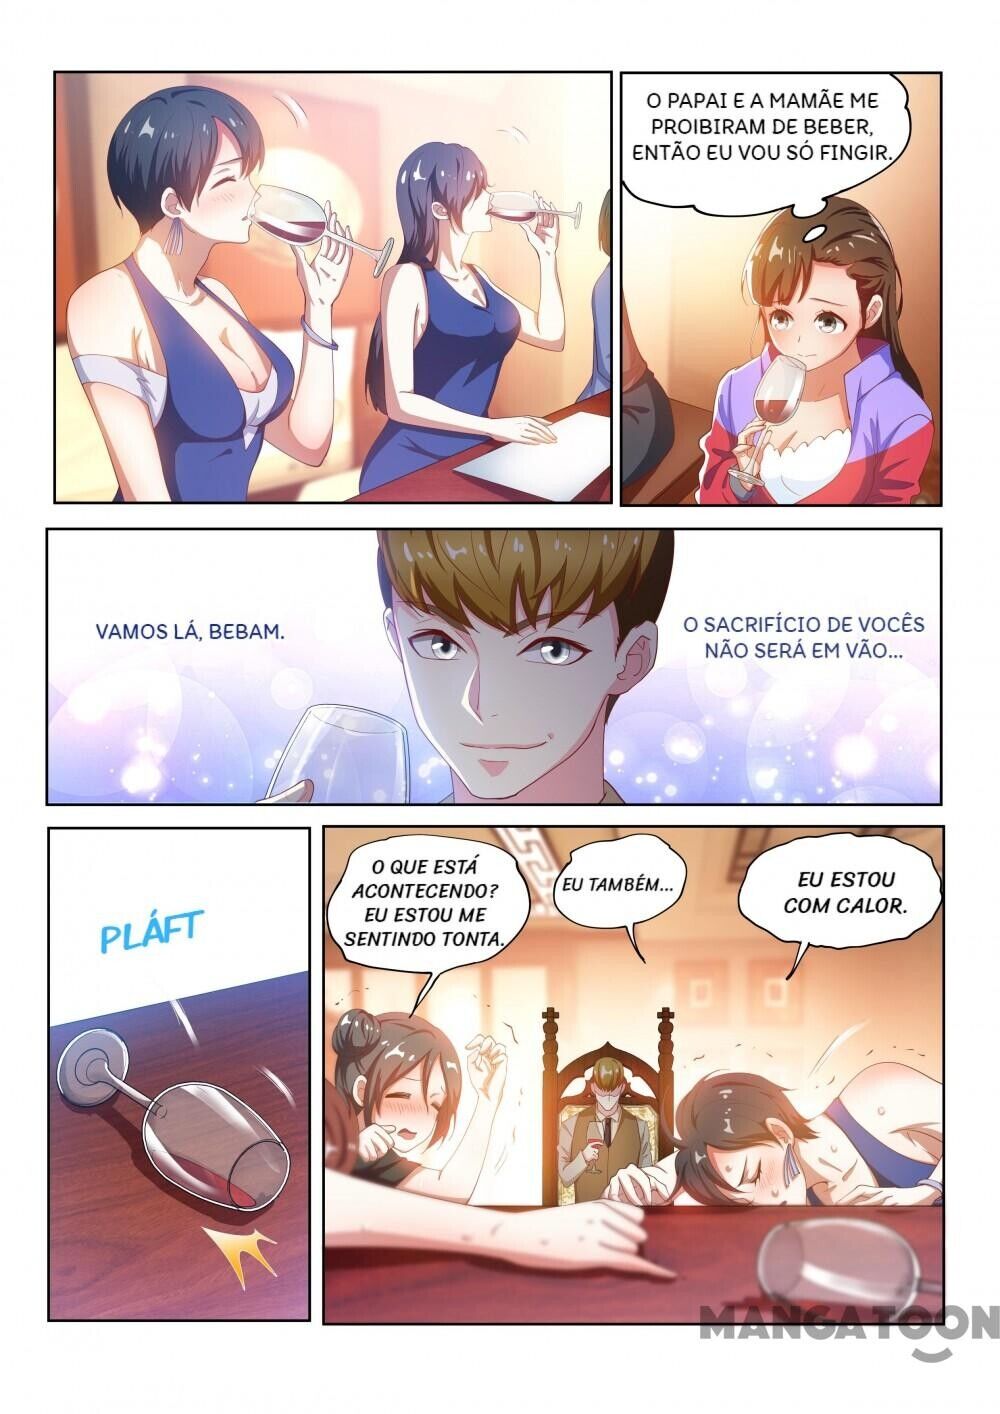 O PAPAI E A MAMÃE ME
PROIBIRAM DE BEBER,
ENTÃO EU VOU SÓ FINGIR.
VAMOS LÁ, BEBAM.
O SACRIFÍCIO DE VOCÊS
NÃO SERÁ EM VÃO...
PLÁFT
O QUE ESTÁ
ACONTECENDO?
EU ESTOU ME
SENTINDO TONTA.
EU TAMBÉM...
EU ESTOU
COM CALOR.
MANGATOON